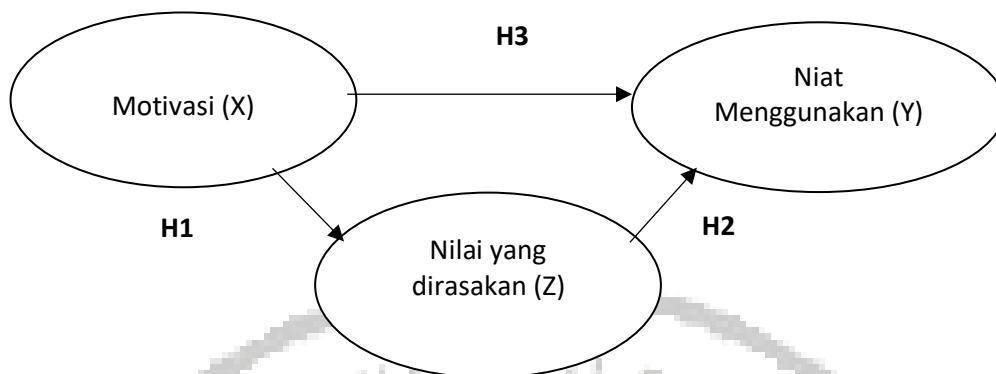 H3
Motivasi (X)
Niat
Menggunakan (Y)
H1
H2
Nilai yang
dirasakan (Z)